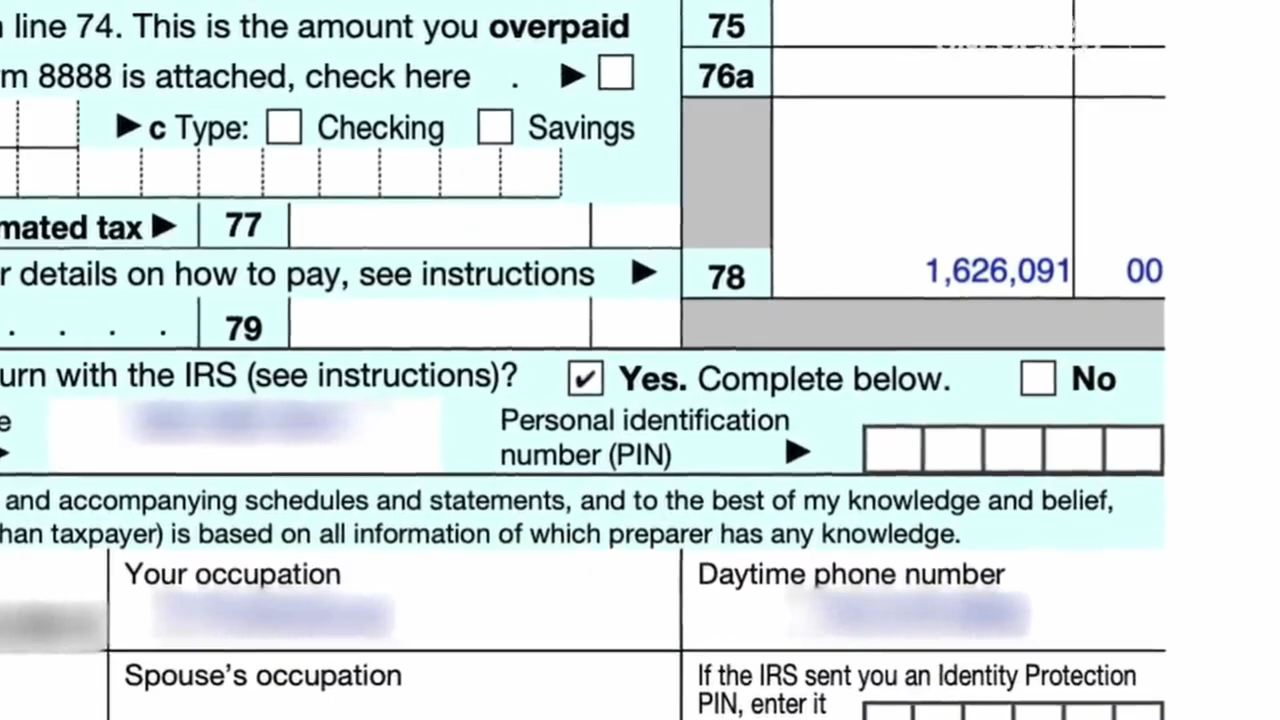 line 74. This is the amount you overpaid 75
8888 is attached, check here . ▶ 76a
▶ c Type: Checking Savings
tax ▶ 77
details on how to pay, see instructions ▶ 78 1,626,091 00
. . . . 79
with the IRS (see instructions)? ✔ Yes. Complete below. No
Personal identification
number (PIN) ▶
and accompanying schedules and statements, and to the best of my knowledge and belief,
taxpayer) is based on all information of which preparer has any knowledge.
Your occupation Daytime phone number
Spouse's occupation If the IRS sent you an Identity Protection
PIN, enter it